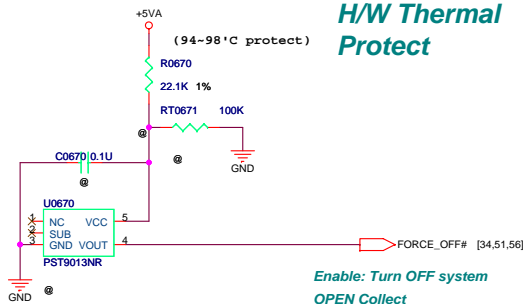 +5VA
H/W Thermal
Protect
(94~98'C protect)
R0670
22.1K 1%
RT0671 100K
@
@
GND
C0670 0.1U
@
U0670
1 NC VCC 5
2 SUB
3 GND VOUT 4
PST9013NR
FORCE_OFF# [34,51,56]
@
GND
Enable: Turn OFF system
OPEN Collect